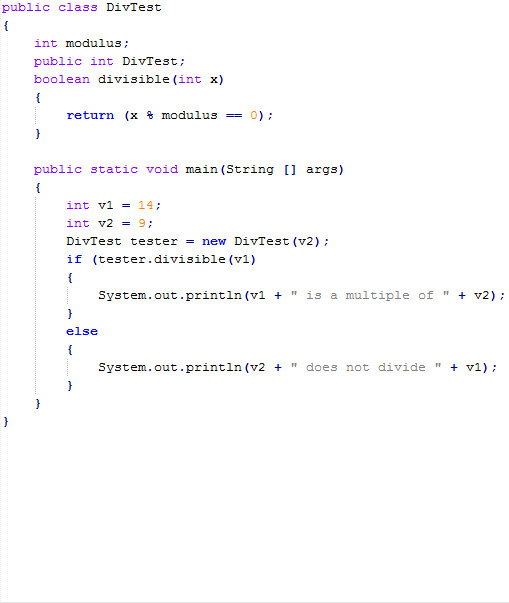 public class DivTest
{
    int modulus;
    public int DivTest;
    boolean divisible(int x)
    {
        return (x % modulus == 0);
    }

    public static void main(String [] args)
    {
        int v1 = 14;
        int v2 = 9;
        DivTest tester = new DivTest(v2);
        if (tester.divisible(v1)
        {
            System.out.println(v1 + " is a multiple of " + v2);
        }
        else
        {
            System.out.println(v2 + " does not divide " + v1);
        }
    }
}